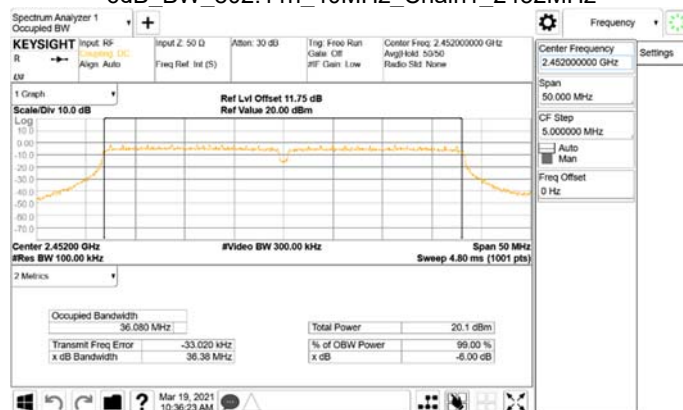 6dB_BW_802.11n_40MHz_Chain1_2452MHz
Spectrum Analyzer 1
Occupied BW
Frequency
KEYSIGHT
Input: RF
Coupling: DC
Align: Auto
Input Z: 50 Ω
Freq Ref: Int (S)
Atten: 30 dB
Trig: Free Run
Gate: Off
#IF Gain: Low
Center Freq: 2.452000000 GHz
Avg|Hold: 50/50
Radio Std: None
R
LXI
Center Frequency
2.452000000 GHz
Settings
Span
50.000 MHz
CF Step
5.000000 MHz
Auto
Man
Freq Offset
0 Hz
1 Graph
Scale/Div 10.0 dB
Ref Lvl Offset 11.75 dB
Ref Value 20.00 dBm
Log
10.0
0.00
-10.0
-20.0
-30.0
-40.0
-50.0
-60.0
-70.0
Center 2.45200 GHz
#Res BW 100.00 kHz
#Video BW 300.00 kHz
Span 50 MHz
Sweep 4.80 ms (1001 pts)
2 Metrics
Occupied Bandwidth
36.080 MHz
Total Power 20.1 dBm
Transmit Freq Error -33.020 kHz
% of OBW Power 99.00 %
x dB Bandwidth 36.38 MHz
x dB -6.00 dB
Mar 19, 2021
10:36:23 AM